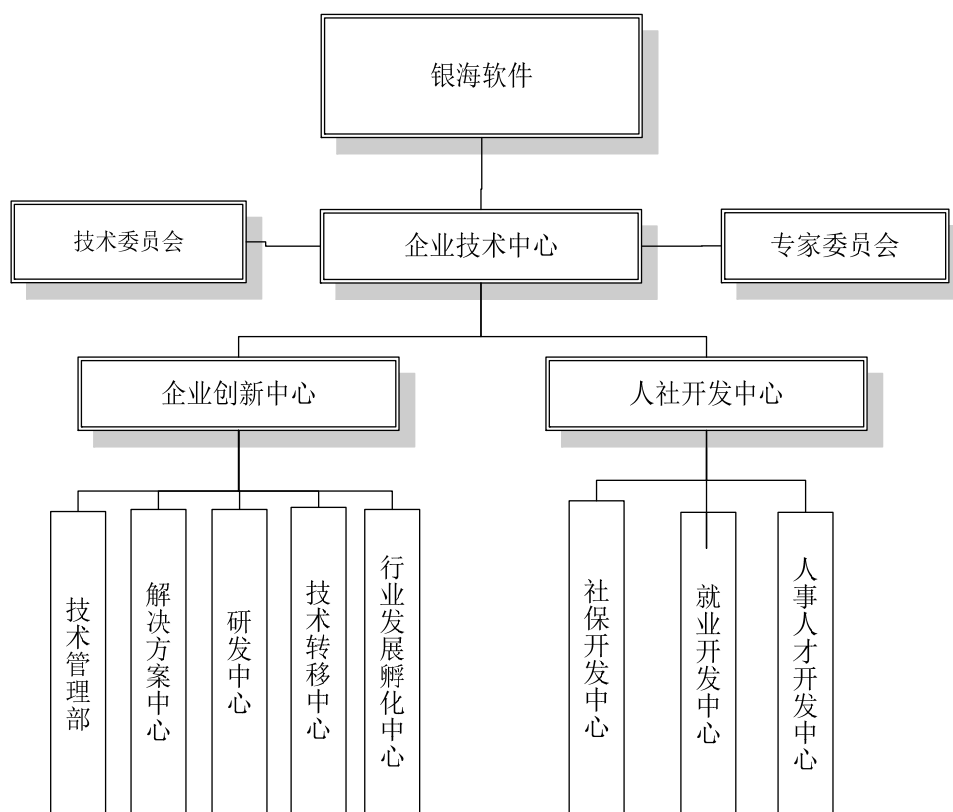 银海软件
技术委员会
企业技术中心
专家委员会
企业创新中心
人社开发中心
技术管理部
解决方案中心
研发中心
技术转移中心
行业发展孵化中心
社保开发中心
就业开发中心
人事人才开发中心